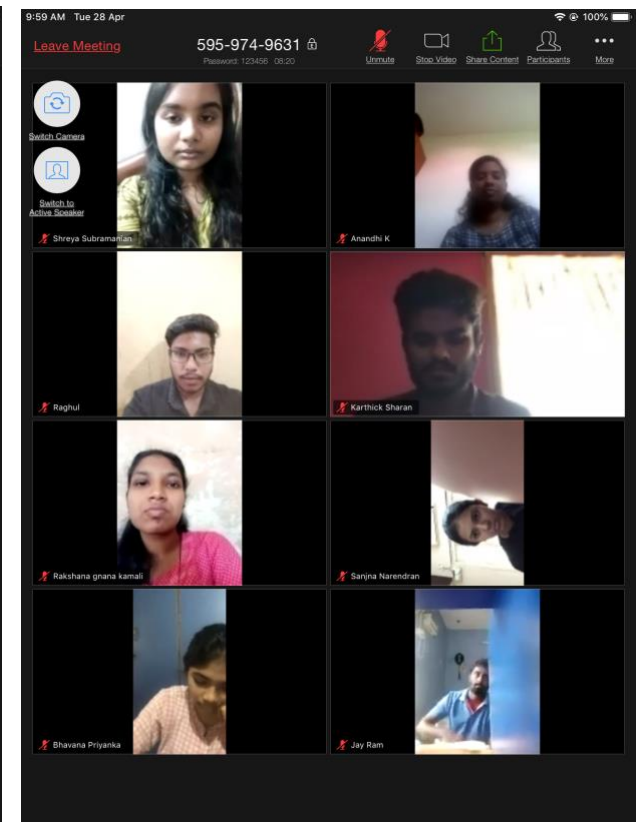 9:59 AM Tue 28 Apr
100%
Leave Meeting
595-974-9631
Password: 123456 08:20
Unmute
Stop Video
Share Content
Participants
More
Switch Camera
Switch to
Active Speaker
Shreya Subramanian
Anandhi K
Raghul
Karthick Sharan
Rakshana gnana kamali
Sanjna Narendran
Bhavana Priyanka
Jay Ram